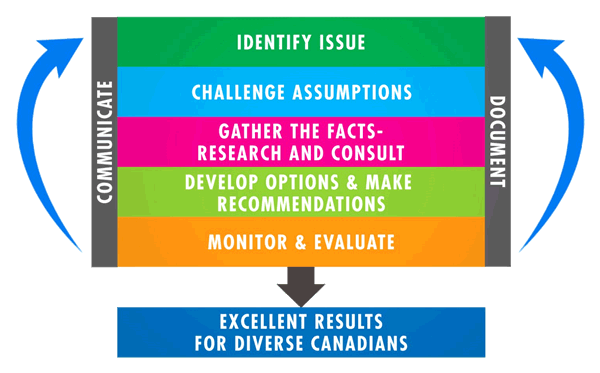 COMMUNICATE
IDENTIFY ISSUE
CHALLENGE ASSUMPTIONS
GATHER THE FACTS-
RESEARCH AND CONSULT
DEVELOP OPTIONS & MAKE
RECOMMENDATIONS
MONITOR & EVALUATE
DOCUMENT
EXCELLENT RESULTS
FOR DIVERSE CANADIANS